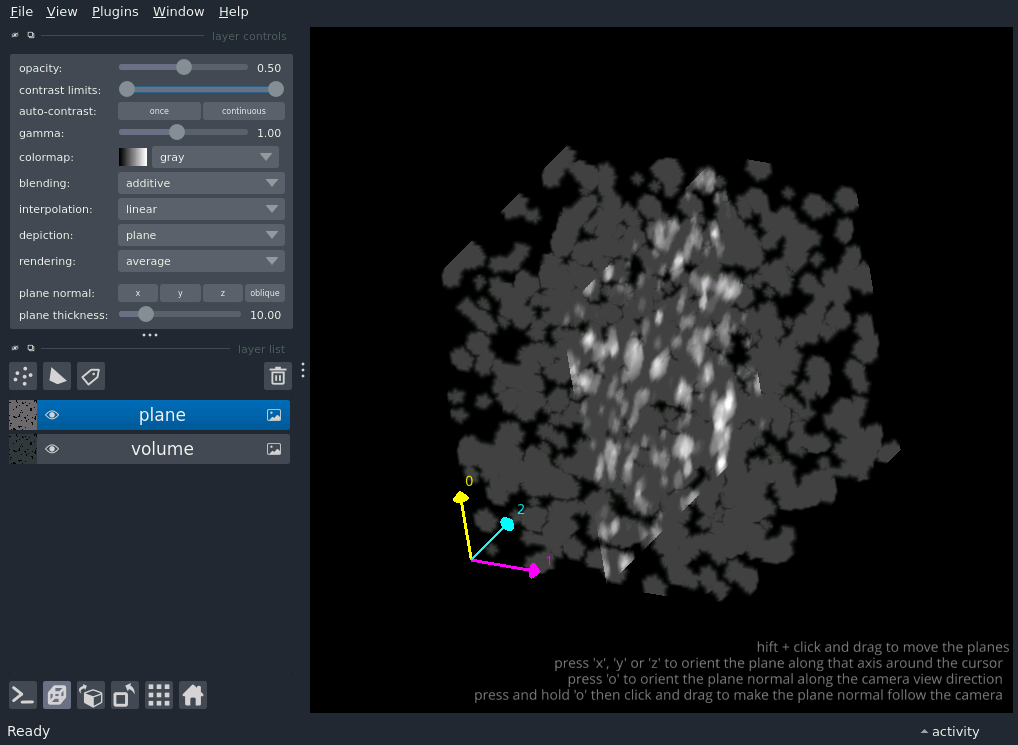 File View Plugins Window Help
layer controls
opacity: 0.50
contrast limits:
auto-contrast: once continuous
gamma: 1.00
colormap: gray
blending: additive
interpolation: linear
depiction: plane
rendering: average
plane normal: x y z oblique
plane thickness: 10.00
layer list
plane
volume
0
2
1
hift + click and drag to move the planes
press 'x', 'y' or 'z' to orient the plane along that axis around the cursor
press 'o' to orient the plane normal along the camera view direction
press and hold 'o' then click and drag to make the plane normal follow the camera
Ready activity